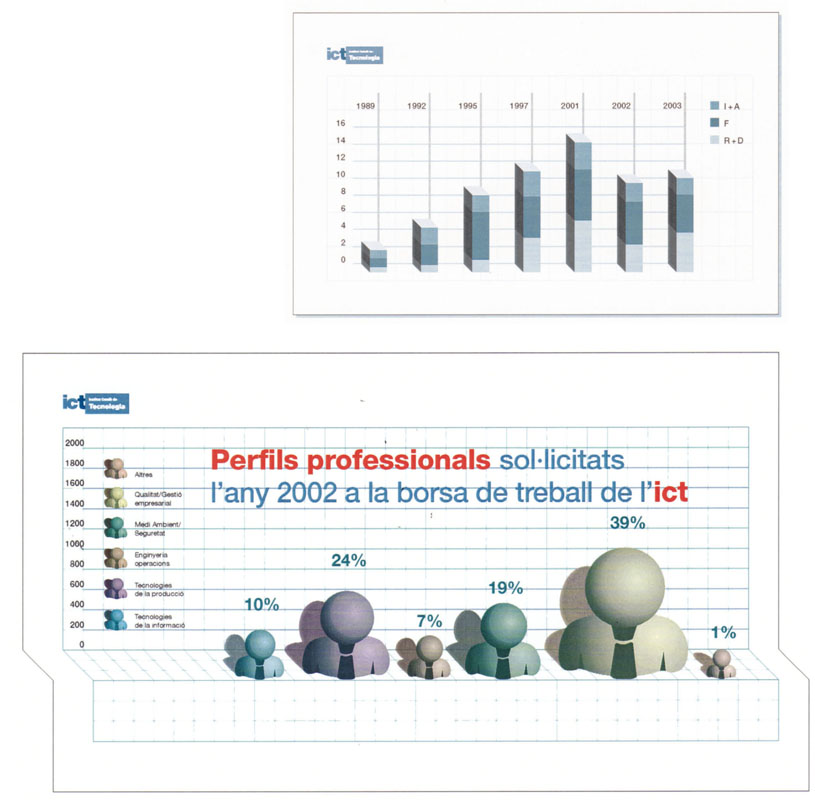 ict Institut Català de
Tecnologia
1989 1992 1995 1997 2001 2002 2003
I + A
F
R + D
16
14
12
10
8
6
4
2
0
ict Institut Català de
Tecnologia
Perfils professionals sol·licitats
l'any 2002 a la borsa de treball de l'ict
2000
1800
1600
1400
1200
1000
800
600
400
200
0
Altres
Qualitat/Gestió
empresarial
Medi Ambient/
Seguretat
Enginyeria
operacions
Tecnologies
de la producció
Tecnologies
de la informació
10%
24%
7%
19%
39%
1%